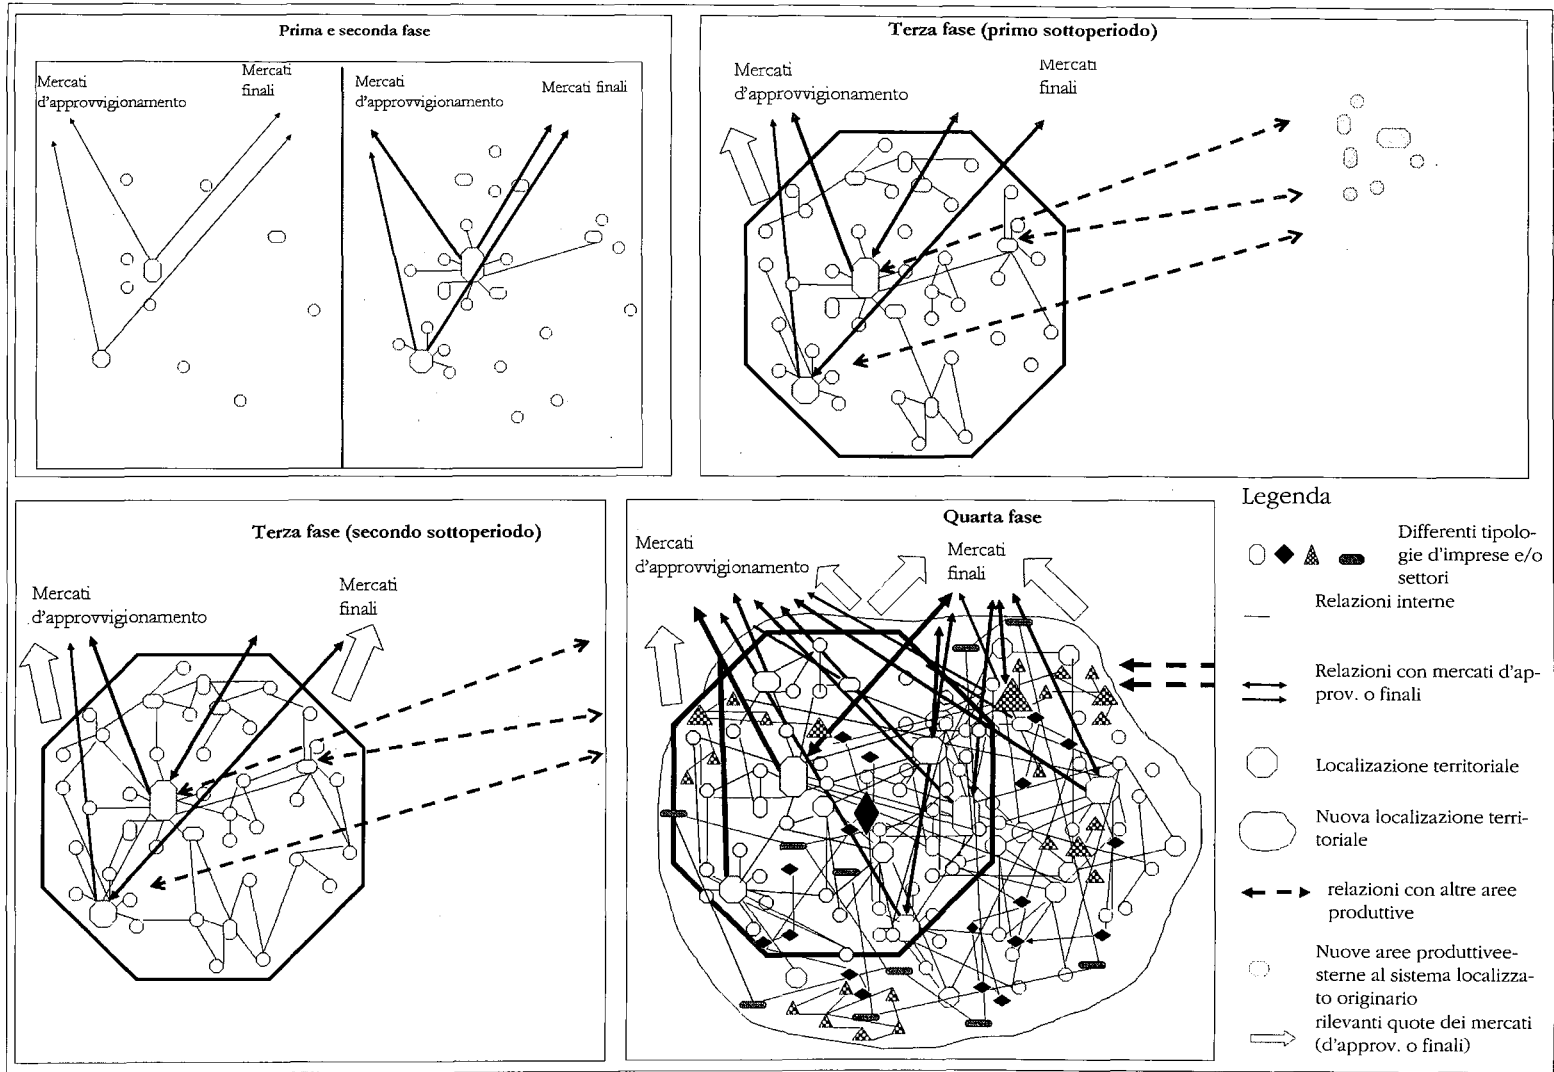 Prima e seconda fase
Mercati
d'approvvigionamento
Mercati
finali
Mercati
d'approvvigionamento
Mercati finali
Terza fase (primo sottoperiodo)
Mercati
d'approvvigionamento
Mercati
finali
Terza fase (secondo sottoperiodo)
Mercati
d'approvvigionamento
Mercati
finali
Quarta fase
Mercati
d'approvvigionamento
Mercati
finali
Legenda
Differenti tipolo-
gie d'imprese e/o
settori
Relazioni interne
Relazioni con mercati d'ap-
prov. o finali
Localizzazione territoriale
Nuova localizzazione terri-
toriale
relazioni con altre aree
produttive
Nuove aree produttivee-
sterne al sistema localizza-
to originario
rilevanti quote dei mercati
(d'approv. o finali)